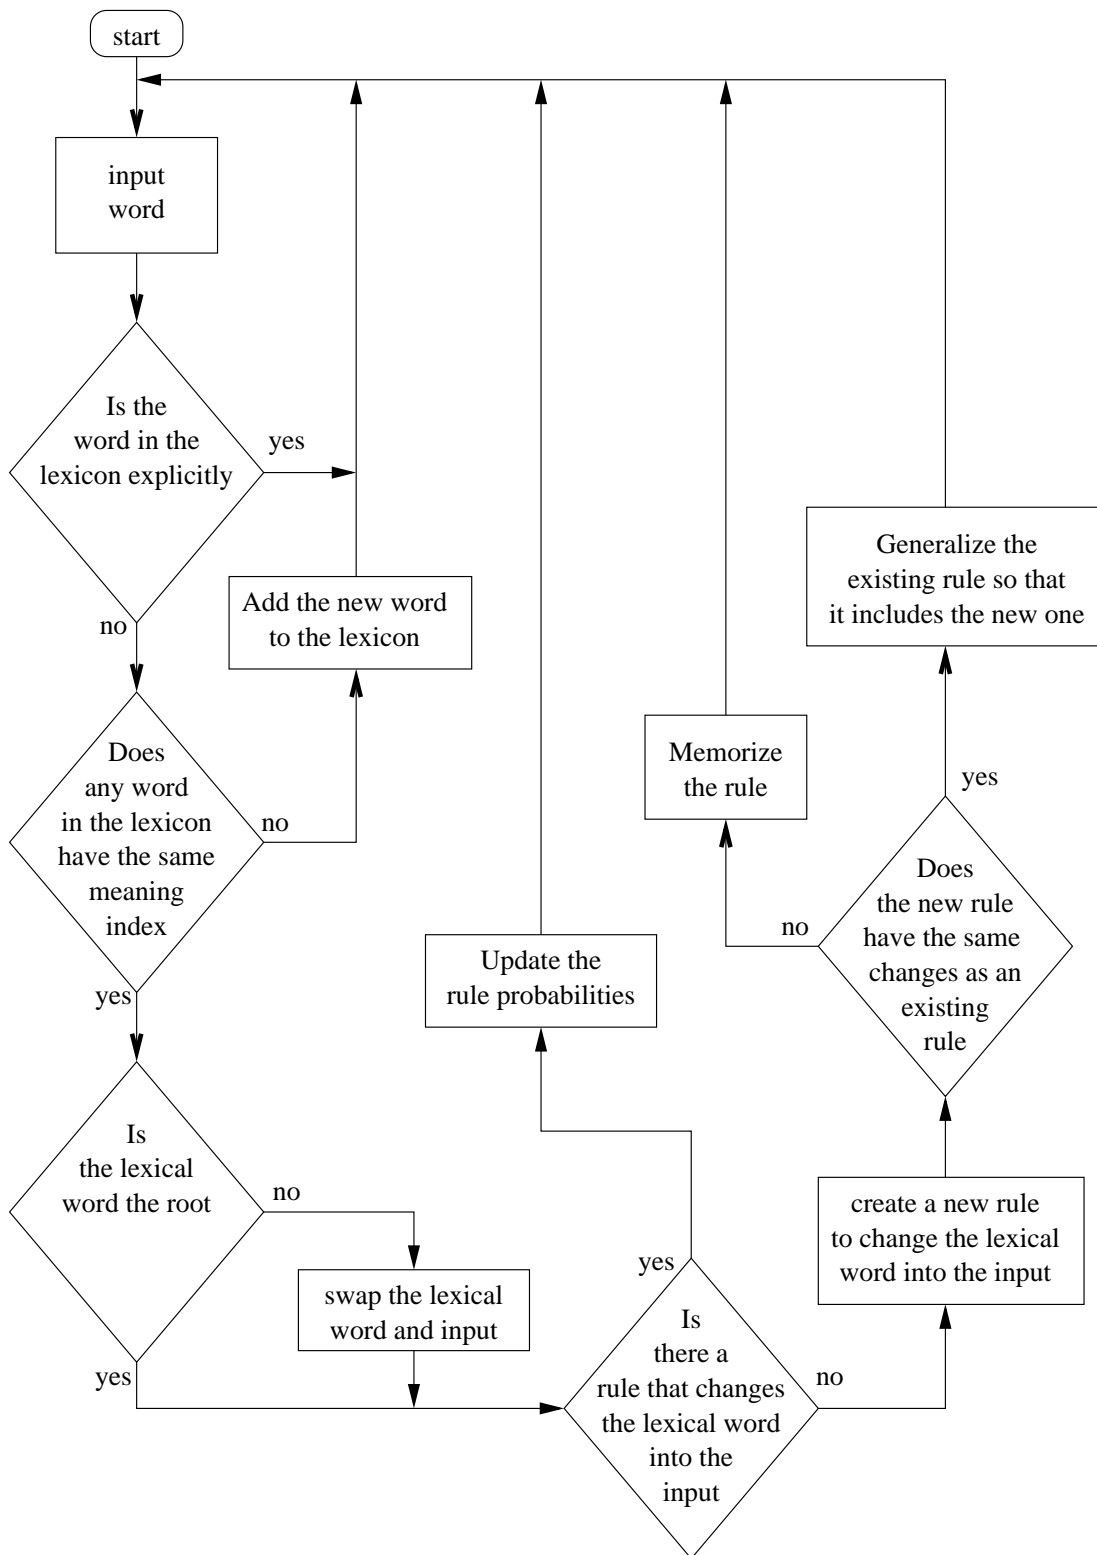 start
input
word
Is the
word in the
lexicon explicitly
yes
no
Add the new word
to the lexicon
Does
any word
in the lexicon
have the same
meaning
index
no
yes
Is
the lexical
word the root
no
yes
swap the lexical
word and input
Is
there a
rule that changes
the lexical word
into the
input
yes
no
Update the
rule probabilities
create a new rule
to change the lexical
word into the input
Does
the new rule
have the same
changes as an
existing
rule
no
yes
Memorize
the rule
Generalize the
existing rule so that
it includes the new one